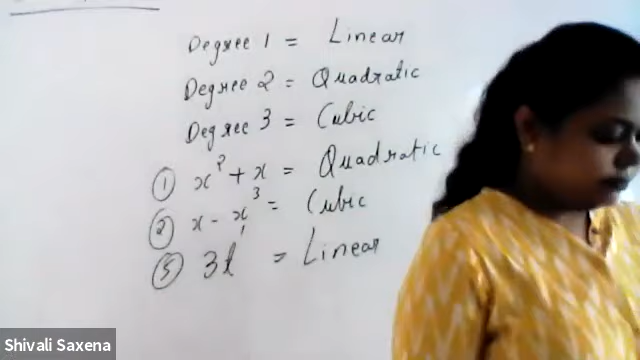 Degree 1 = Linear
Degree 2 = Quadratic
Degree 3 = Cubic
① x² + x = Quadratic
② x - x³ = Cubic
③ 3t¹ = Linear
Shivali Saxena